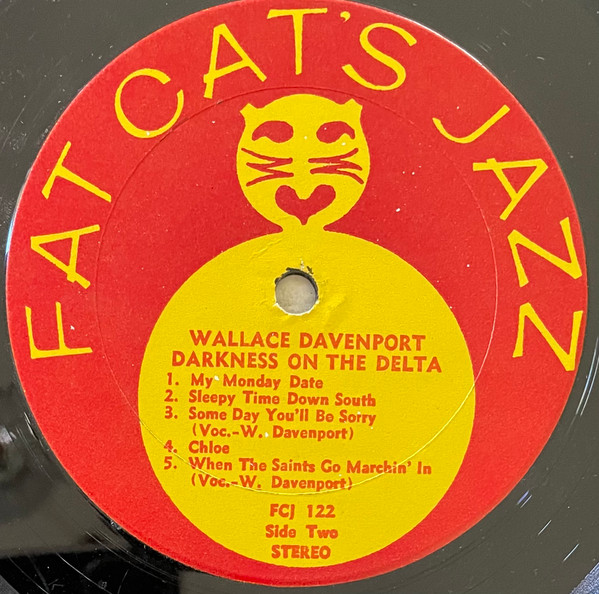 FAT CAT'S JAZZ
WALLACE DAVENPORT
DARKNESS ON THE DELTA
1. My Monday Date
2. Sleepy Time Down South
3. Some Day You'll Be Sorry
(Voc.-W. Davenport)
4. Chloe
5. When The Saints Go Marchin' In
(Voc.-W. Davenport)
FCJ 122
Side Two
STEREO